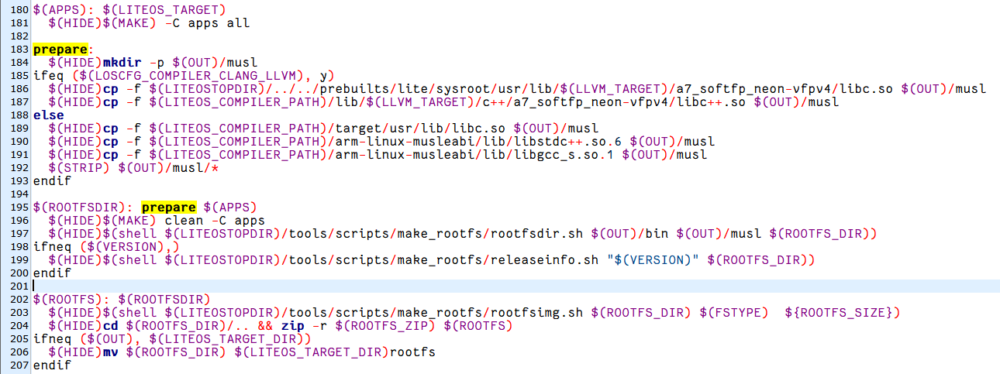 180 $(APPS): $(LITEOS_TARGET)
181   $(HIDE)$(MAKE) -C apps all
182
183 prepare:
184   $(HIDE)mkdir -p $(OUT)/musl
185 ifeq ($(LOSCFG_COMPILER_CLANG_LLVM), y)
186   $(HIDE)cp -f $(LITEOSTOPDIR)/../../prebuilts/lite/sysroot/usr/lib/$(LLVM_TARGET)/a7_softfp_neon-vfpv4/libc.so $(OUT)/musl
187   $(HIDE)cp -f $(LITEOS_COMPILER_PATH)/lib/$(LLVM_TARGET)/c++/a7_softfp_neon-vfpv4/libc++.so $(OUT)/musl
188 else
189   $(HIDE)cp -f $(LITEOS_COMPILER_PATH)/target/usr/lib/libc.so $(OUT)/musl
190   $(HIDE)cp -f $(LITEOS_COMPILER_PATH)/arm-linux-musleabi/lib/libstdc++.so.6 $(OUT)/musl
191   $(HIDE)cp -f $(LITEOS_COMPILER_PATH)/arm-linux-musleabi/lib/libgcc_s.so.1 $(OUT)/musl
192   $(STRIP) $(OUT)/musl/*
193 endif
194
195 $(ROOTFSDIR): prepare $(APPS)
196   $(HIDE)$(MAKE) clean -C apps
197   $(HIDE)$(shell $(LITEOSTOPDIR)/tools/scripts/make_rootfs/rootfsdir.sh $(OUT)/bin $(OUT)/musl $(ROOTFS_DIR))
198 ifneq ($(VERSION),)
199   $(HIDE)$(shell $(LITEOSTOPDIR)/tools/scripts/make_rootfs/releaseinfo.sh "$(VERSION)" $(ROOTFS_DIR))
200 endif
201
202 $(ROOTFS): $(ROOTFSDIR)
203   $(HIDE)$(shell $(LITEOSTOPDIR)/tools/scripts/make_rootfs/rootfsimg.sh $(ROOTFS_DIR) $(FSTYPE)  ${ROOTFS_SIZE})
204   $(HIDE)cd $(ROOTFS_DIR)/.. && zip -r $(ROOTFS_ZIP) $(ROOTFS)
205 ifneq ($(OUT), $(LITEOS_TARGET_DIR))
206   $(HIDE)mv $(ROOTFS_DIR) $(LITEOS_TARGET_DIR)rootfs
207 endif